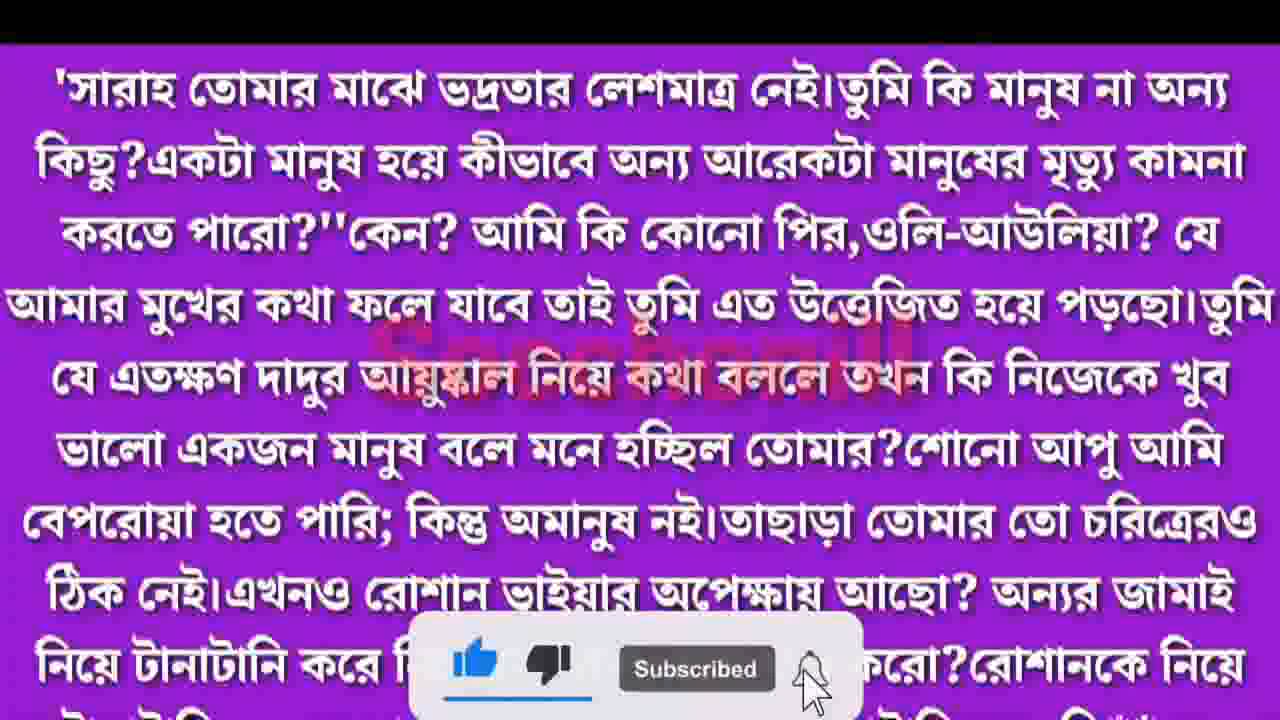 'সারাহ তোমার মাঝে ভদ্রতার লেশমাত্র নেই।তুমি কি মানুষ না অন্য
কিছু?একটা মানুষ হয়ে কীভাবে অন্য আরেকটা মানুষের মৃত্যু কামনা
করতে পারো?''কেন? আমি কি কোনো পির,ওলি-আউলিয়া? যে
আমার মুখের কথা ফলে যাবে তাই তুমি এত উত্তেজিত হয়ে পড়ছো।তুমি
যে এতক্ষণ দাদুর আয়ুষ্কাল নিয়ে কথা বললে তখন কি নিজেকে খুব
ভালো একজন মানুষ বলে মনে হচ্ছিল তোমার?শোনো আপু আমি
বেপরোয়া হতে পারি; কিন্তু অমানুষ নই।তাছাড়া তোমার তো চরিত্রেরও
ঠিক নেই।এখনও রোশান ভাইয়ার অপেক্ষায় আছো? অন্যর জামাই
নিয়ে টানাটানি করে করো?রোশানকে নিয়ে
Subscribed